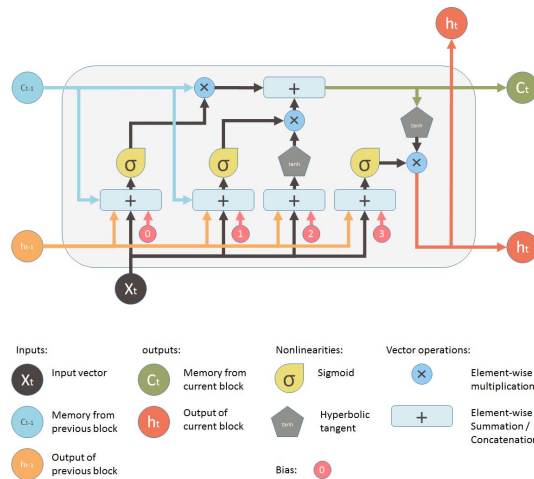 hₜ
Cₜ₋₁
×
+
Cₜ
×
tanh
σ
σ
tanh
σ
×
+
+
+
+
hₜ₋₁
0
1
2
3
hₜ
Xₜ
Inputs:
outputs:
Nonlinearities:
Vector operations:
Xₜ
Input vector
Cₜ
Memory from
current block
σ
Sigmoid
×
Element-wise
multiplication
Cₜ₋₁
Memory from
previous block
hₜ
Output of
current block
tanh
Hyperbolic
tangent
+
Element-wise
Summation /
Concatenation
hₜ₋₁
Output of
previous block
Bias:
0